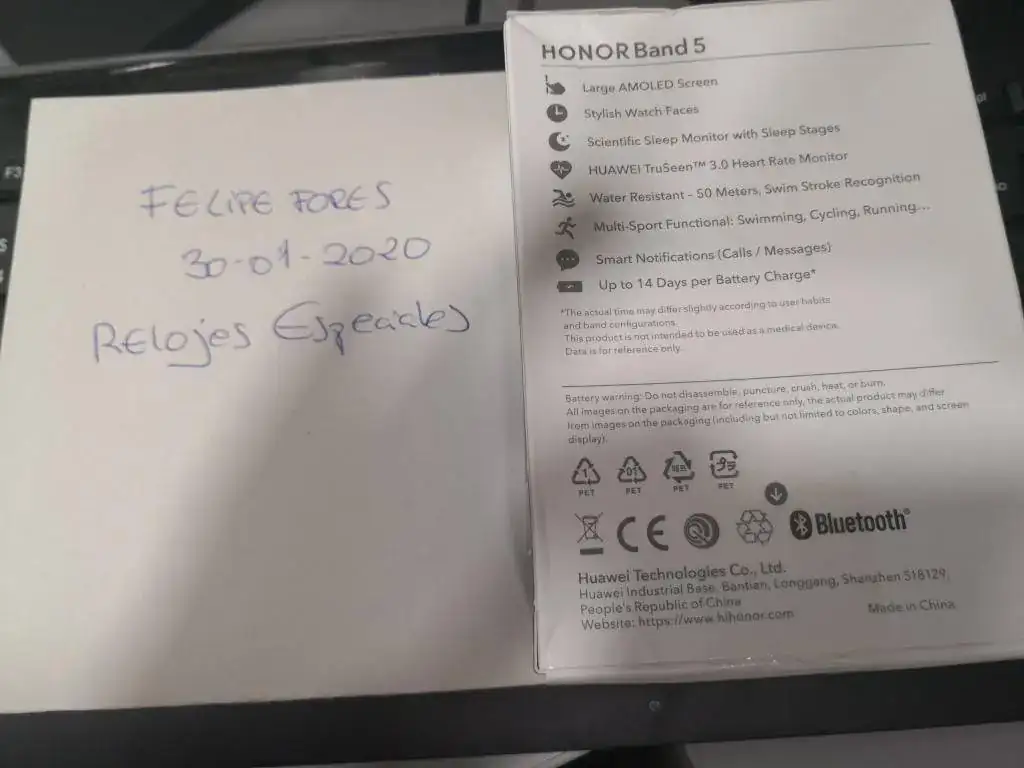 FELIPE FORES
30-01-2020
RELOJES ESPECIALES
HONOR Band 5
Large AMOLED Screen
Stylish Watch Faces
Scientific Sleep Monitor with Sleep Stages
HUAWEI TruSeen™ 3.0 Heart Rate Monitor
Water Resistant - 50 Meters, Swim Stroke Recognition
Multi-Sport Functional: Swimming, Cycling, Running...
Smart Notifications (Calls / Messages)
Up to 14 Days per Battery Charge*
*The actual time may differ slightly according to user habits
and band configurations.
This product is not intended to be used as a medical device.
Data is for reference only.
Battery warning: Do not disassemble, puncture, crush, heat, or burn.
All images on the packaging are for reference only, the actual product may differ
Item images on the packaging (including but not limited to colors, shape, and screen
display).
1 01
PET PET PET PET
CE Bluetooth®
Huawei Technologies Co., Ltd.
Huawei Industrial Base, Bantian, Longgang, Shenzhen 518129,
People's Republic of China
Website: https://www.hihonor.com Made in China
F3